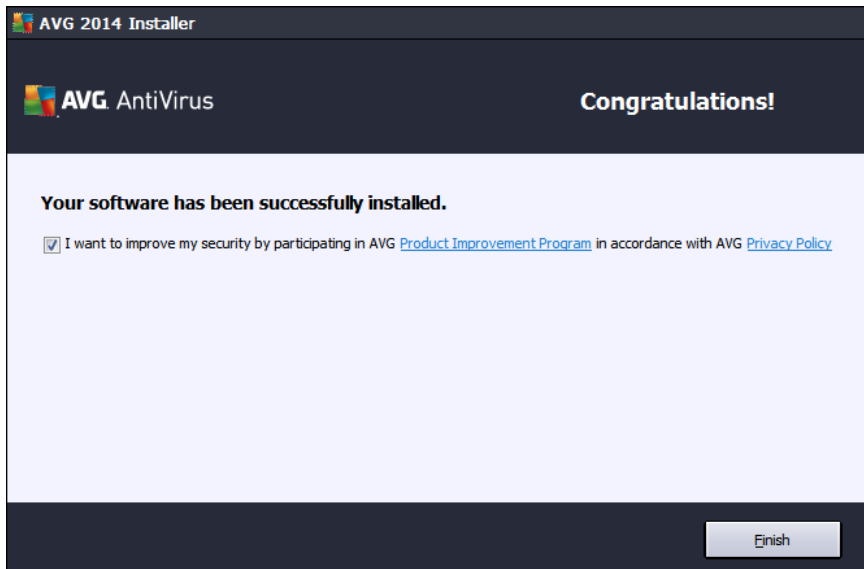 AVG 2014 Installer
AVG. AntiVirus
Congratulations!
Your software has been successfully installed.
I want to improve my security by participating in AVG Product Improvement Program in accordance with AVG Privacy Policy
Finish